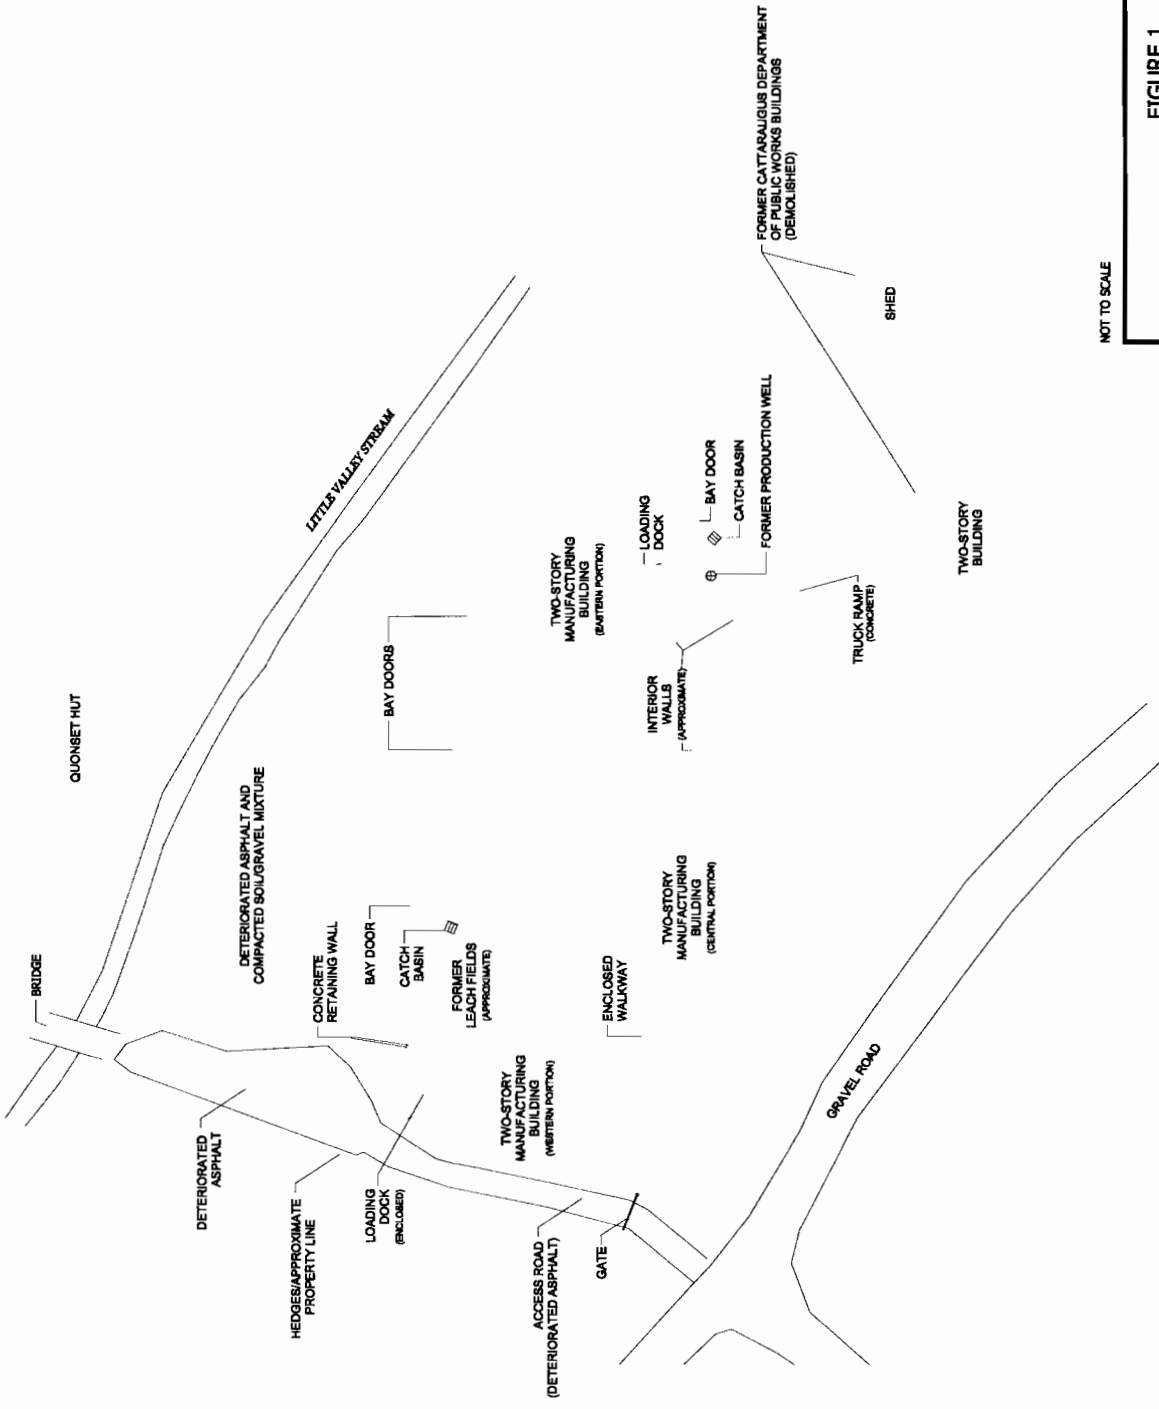 FIGURE 1
NOT TO SCALE
FORMER CATTARAUGUS DEPARTMENT
OF PUBLIC WORKS BUILDINGS
(DEMOLISHED)
SHED
LITTLE VALLEY STREAM
BAY DOOR
CATCH BASIN
FORMER PRODUCTION WELL
LOADING
DOCK
TWO-STORY
BUILDING
TWO-STORY
MANUFACTURING
BUILDING
(EASTERN PORTION)
TRUCK RAMP
(CONCRETE)
BAY DOORS
INTERIOR
WALLS
(APPROXIMATE)
QUONSET HUT
DETERIORATED ASPHALT AND
COMPACTED SOIL/GRAVEL MIXTURE
TWO-STORY
MANUFACTURING
BUILDING
(CENTRAL PORTION)
BRIDGE
CONCRETE
RETAINING WALL
BAY DOOR
CATCH
BASIN
FORMER
LEACH FIELDS
(APPROXIMATE)
ENCLOSED
WALKWAY
GRAVEL ROAD
TWO-STORY
MANUFACTURING
BUILDING
(WESTERN PORTION)
DETERIORATED
ASPHALT
HEDGES/APPROXIMATE
PROPERTY LINE
LOADING
DOCK
(ENCLOSED)
GATE
ACCESS ROAD
(DETERIORATED ASPHALT)